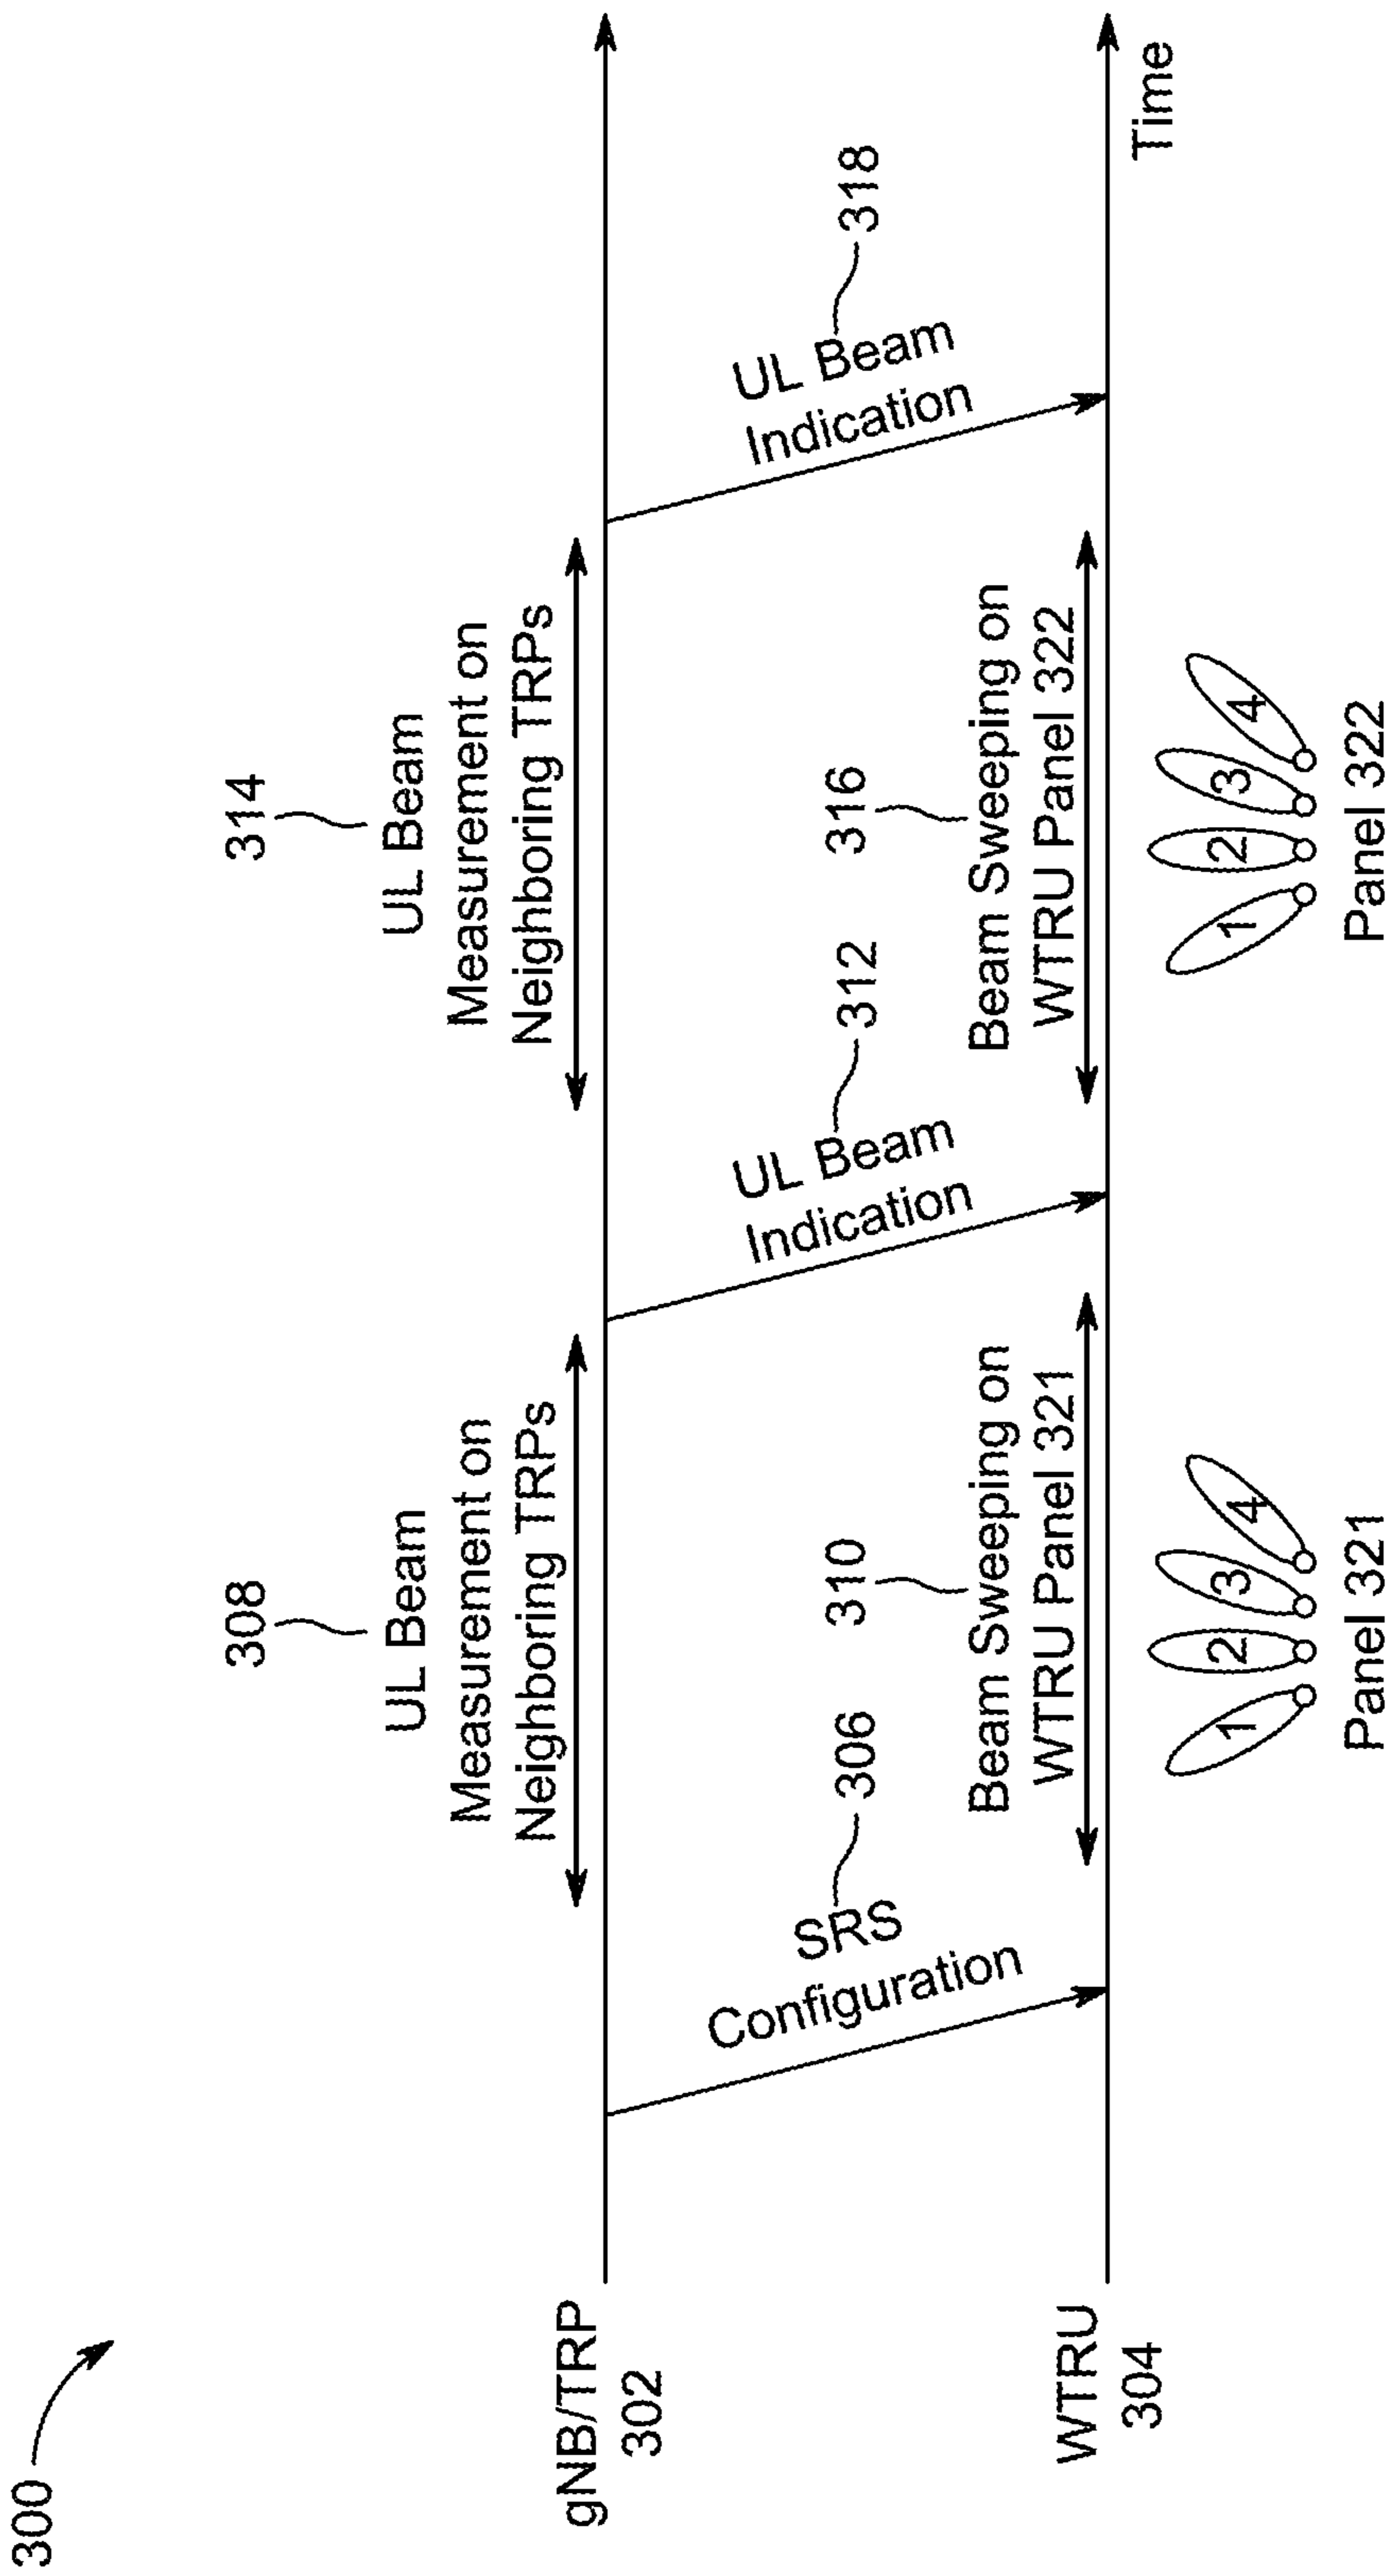 300
308
UL Beam
Measurement on
Neighboring TRPs
314
UL Beam
Measurement on
Neighboring TRPs
gNB/TRP
302
SRS
Configuration
306
UL Beam
Indication
312
UL Beam
Indication
318
310
Beam Sweeping on
WTRU Panel 321
316
Beam Sweeping on
WTRU Panel 322
WTRU
304
Time
1
2
3
4
Panel 321
1
2
3
4
Panel 322